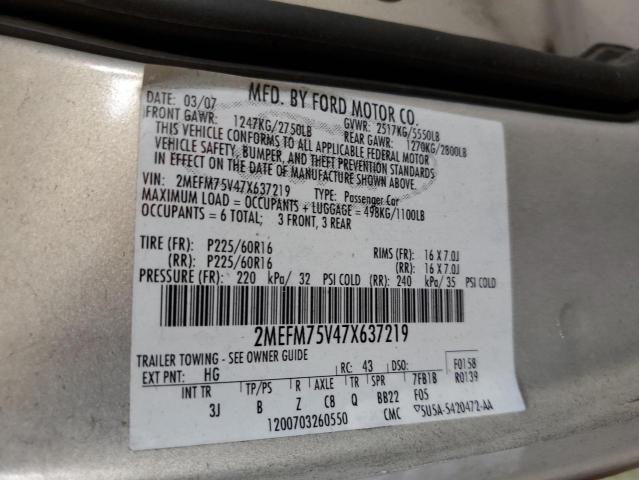 MFD. BY FORD MOTOR CO.
DATE: 03/07 GVWR: 2517KG/5550LB
FRONT GAWR: 1247KG/2750LB REAR GAWR: 1270KG/2800LB
THIS VEHICLE CONFORMS TO ALL APPLICABLE FEDERAL MOTOR
VEHICLE SAFETY, BUMPER, AND THEFT PREVENTION STANDARDS
IN EFFECT ON THE DATE OF MANUFACTURE SHOWN ABOVE.
VIN: 2MEFM75V47X637219 TYPE: Passenger Car
MAXIMUM LOAD = OCCUPANTS + LUGGAGE = 498KG/1100LB
OCCUPANTS = 6 TOTAL; 3 FRONT, 3 REAR
TIRE (FR): P225/60R16 RIMS (FR): 16 X 7.0J
(RR): P225/60R16 (RR): 16 X 7.0J
PRESSURE (FR): 220 kPa/ 32 PSI COLD (RR): 240 kPa/ 35 PSI COLD
2MEFM75V47X637219
TRAILER TOWING - SEE OWNER GUIDE
EXT PNT: HG RC: 43 DSO: F0158
R0139
INT TR TP/PS R AXLE TR SPR 7FB1B
3J B Z C8 Q BB22 F05
1200703260550 CMC 5U5A-5420472-AA